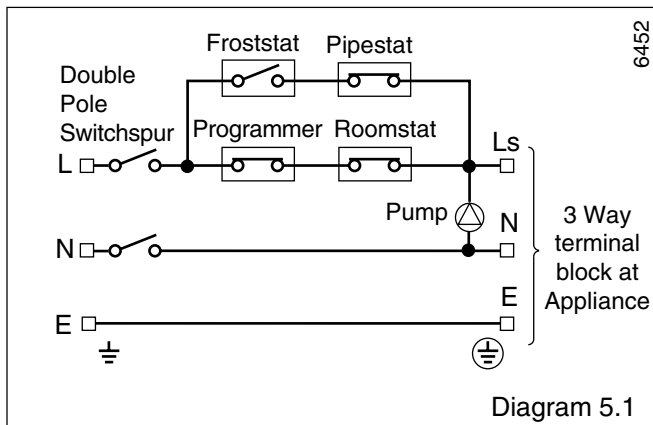 6452
Froststat Pipestat
Double
Pole
Switchspur
Programmer Roomstat
L
Ls
Pump
N
N
3 Way
terminal
block at
Appliance
E
E
Diagram 5.1